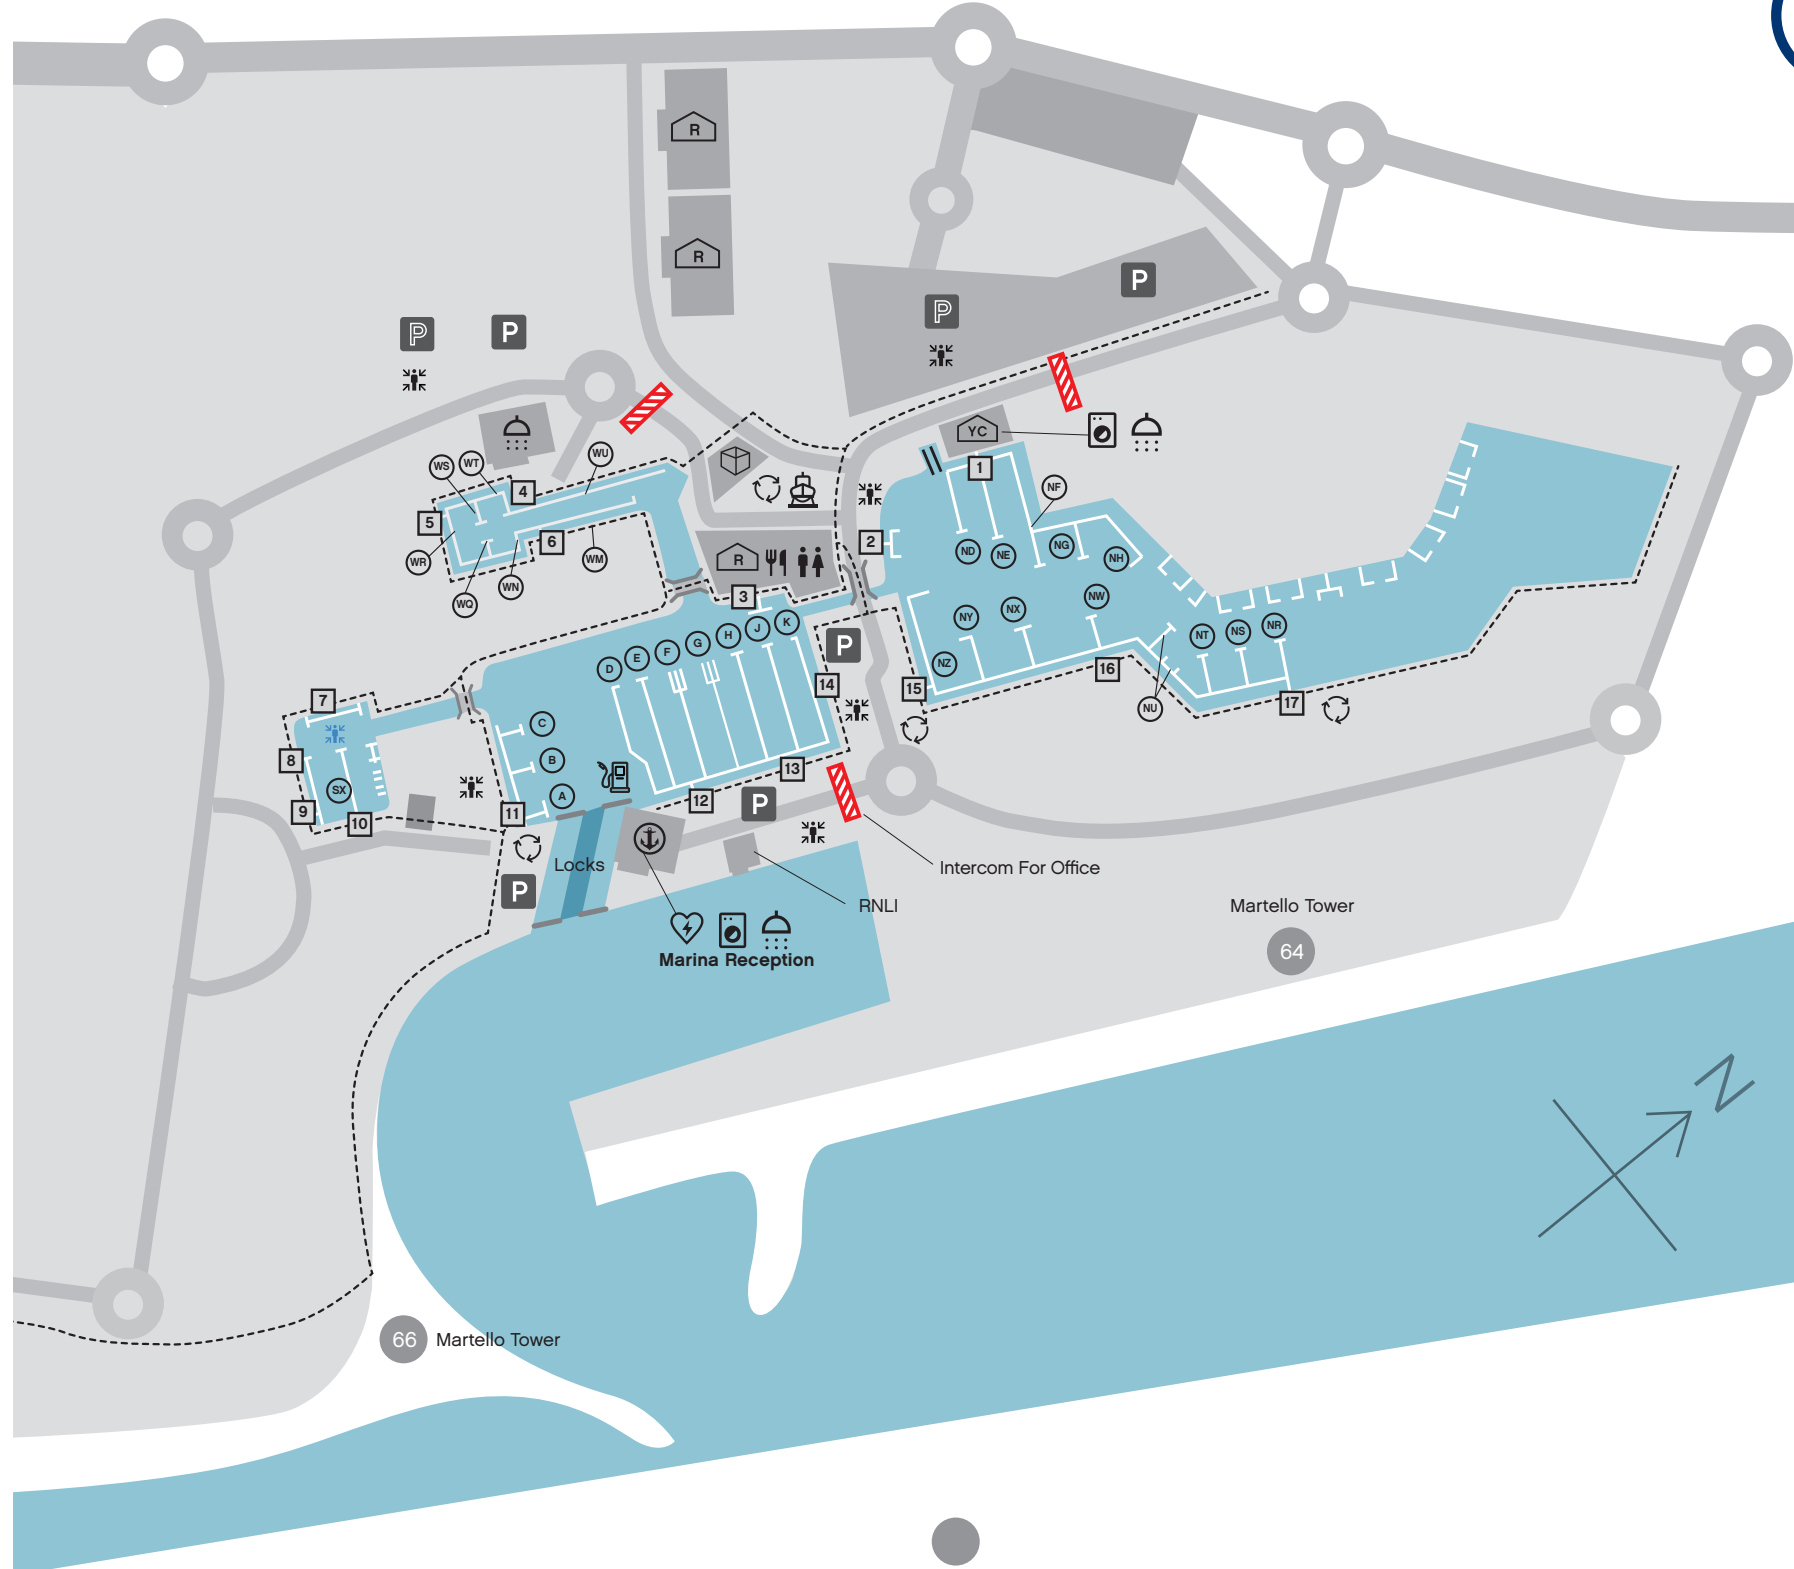 R
R
P
P
P
P
YC
1
NF
WS
WT
WU
4
5
6
WR
WQ
WN
WM
2
ND
NE
NG
NH
R
3
NY
NX
NW
NZ
NT
NS
NR
NU
15
16
17
P
14
D
E
F
G
H
J
K
7
8
SX
9
10
C
B
A
11
12
13
P
P
Locks
Intercom For Office
RNLI
Marina Reception
Martello Tower
64
N
66
Martello Tower